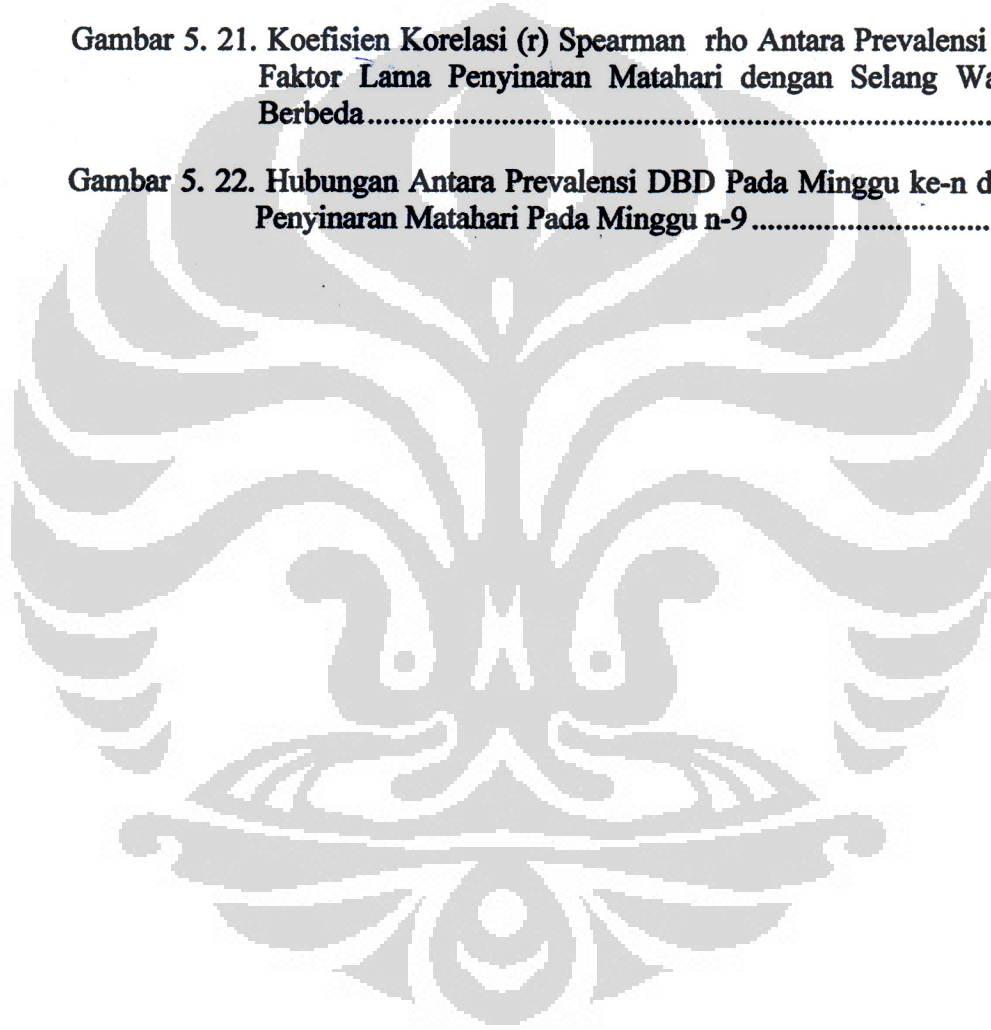 Gambar 5. 21. Koefisien Korelasi (r) Spearman rho Antara Prevalensi
Faktor Lama Penyinaran Matahari dengan Selang
Berbeda........................................................................................
Gambar 5. 22. Hubungan Antara Prevalensi DBD Pada Minggu ke-n
Penyinaran Matahari Pada Minggu n-9.....................................